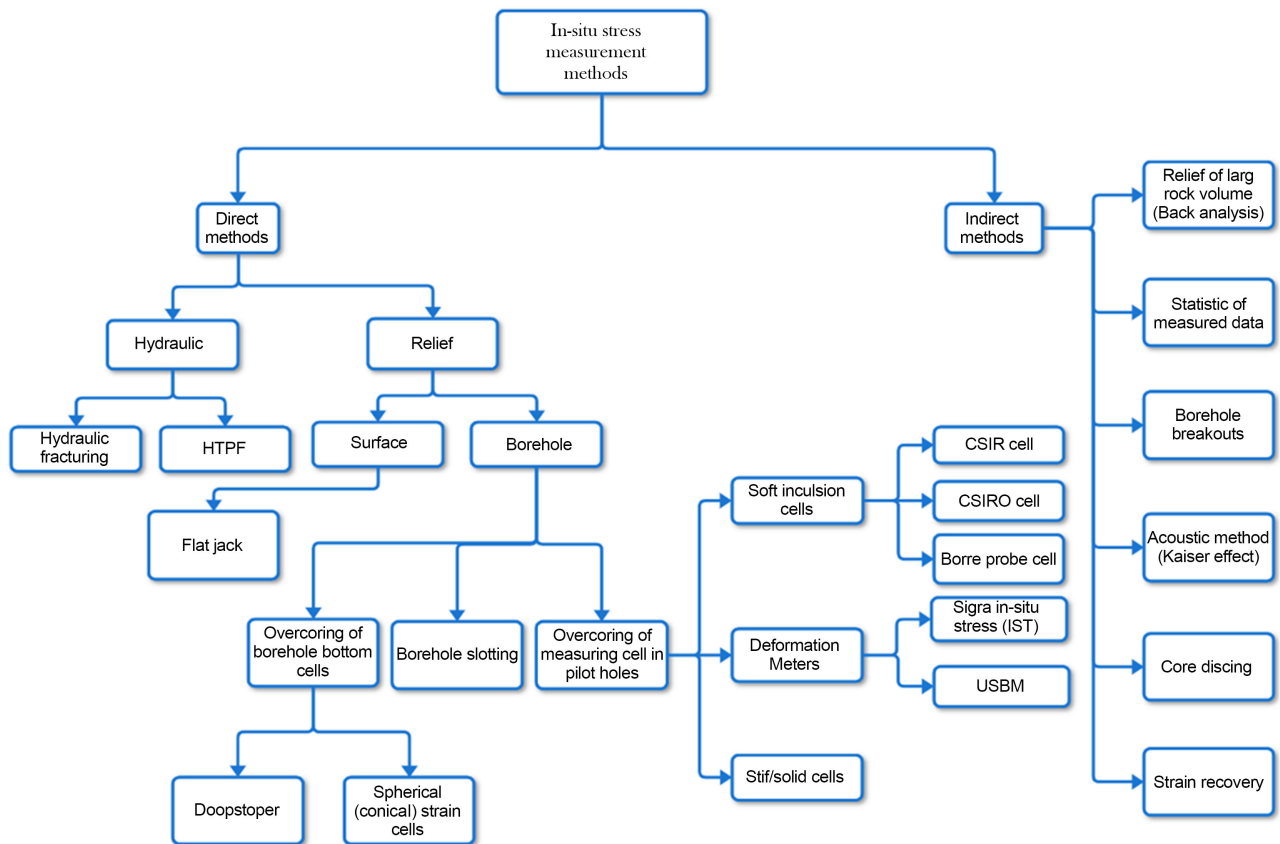 In-situ stress
measurement
methods
Direct
methods
Indirect
methods
Relief of larg
rock volume
(Back analysis)
Statistic of
measured data
Borehole
breakouts
Acoustic method
(Kaiser effect)
Core discing
Strain recovery
Hydraulic
Relief
Hydraulic
fracturing
HTPF
Surface
Borehole
Flat jack
Overcoring of
borehole bottom
cells
Borehole slotting
Overcoring of
measuring cell in
pilot holes
Doopstoper
Spherical
(conical) strain
cells
Soft inculsion
cells
CSIR cell
CSIRO cell
Borre probe cell
Deformation
Meters
Sigra in-situ
stress (IST)
USBM
Stif/solid cells